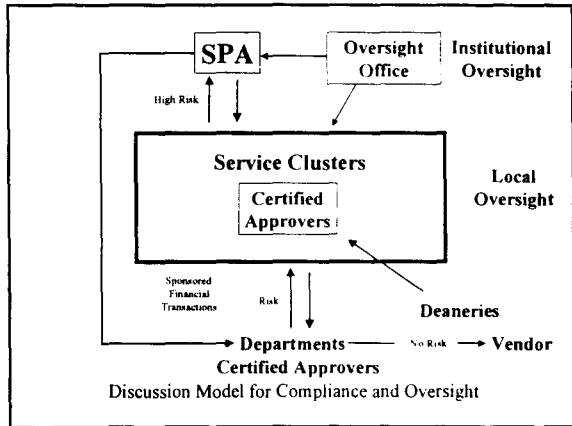 SPA
Oversight
Office
Institutional
Oversight
High Risk
Service Clusters
Certified
Approvers
Local
Oversight
Sponsored
Financial
Transactions
Risk
Deaneries
Departments
No Risk
Vendor
Certified Approvers
Discussion Model for Compliance and Oversight